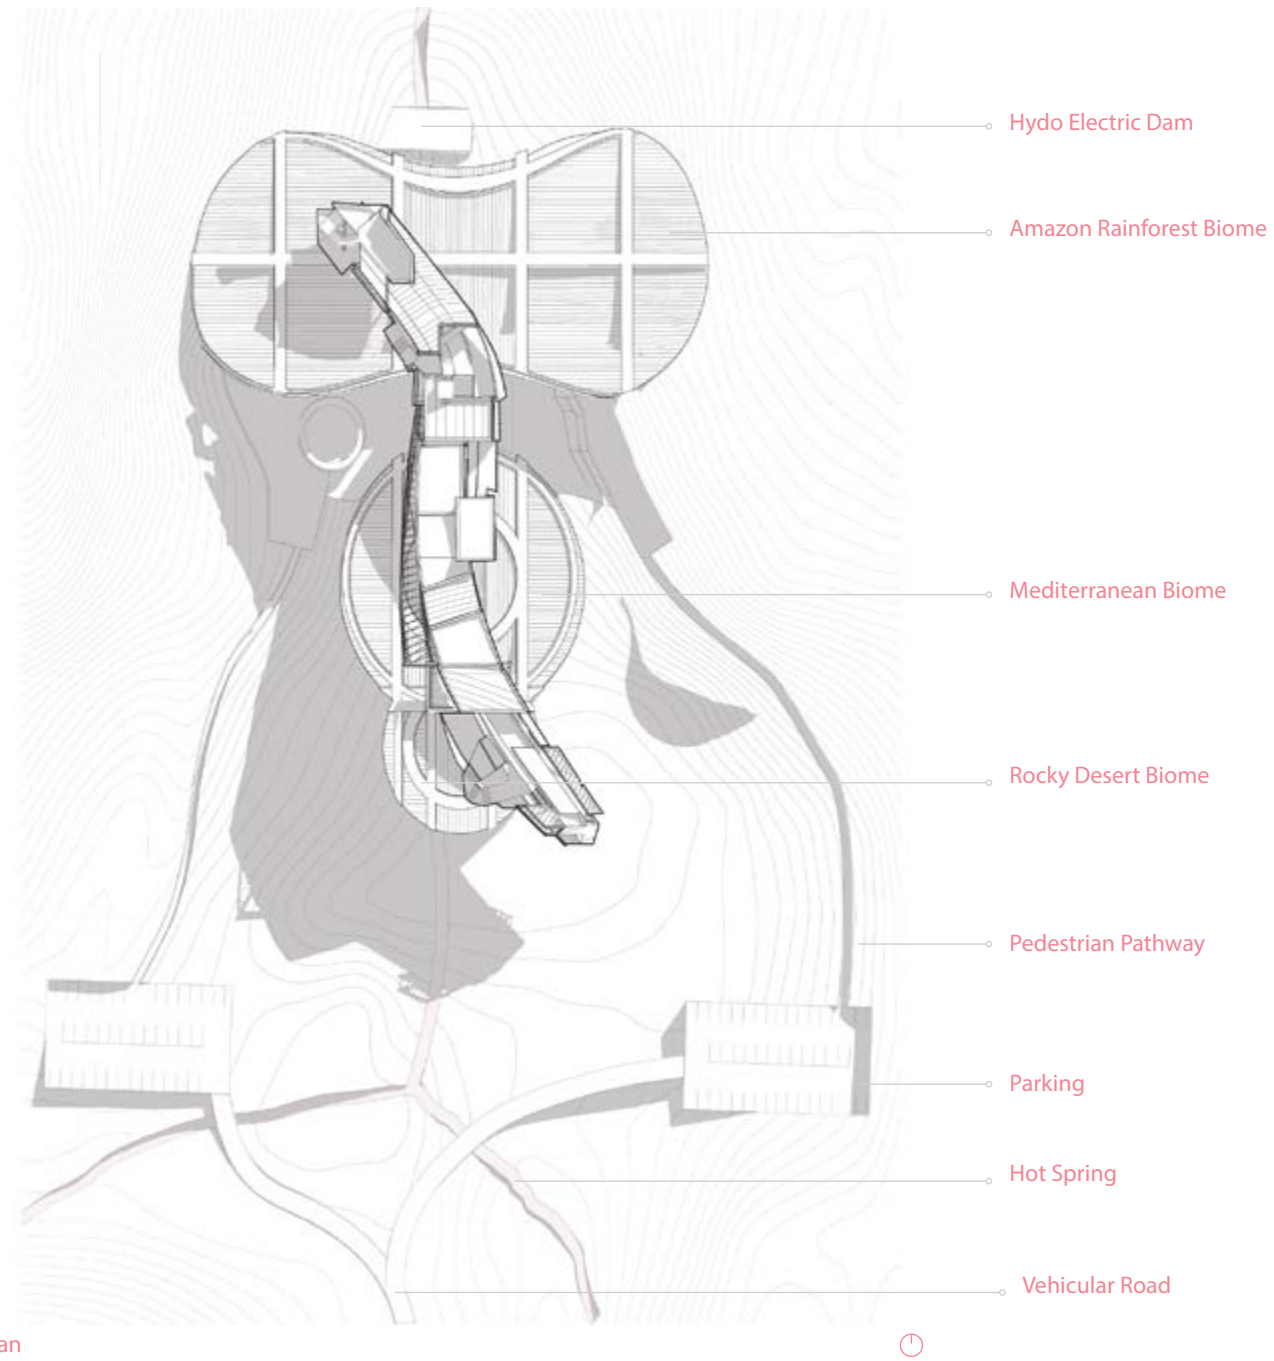 Hydo Electric Dam
Amazon Rainforest Biome
Mediterranean Biome
Rocky Desert Biome
Pedestrian Pathway
Parking
Hot Spring
Vehicular Road
an